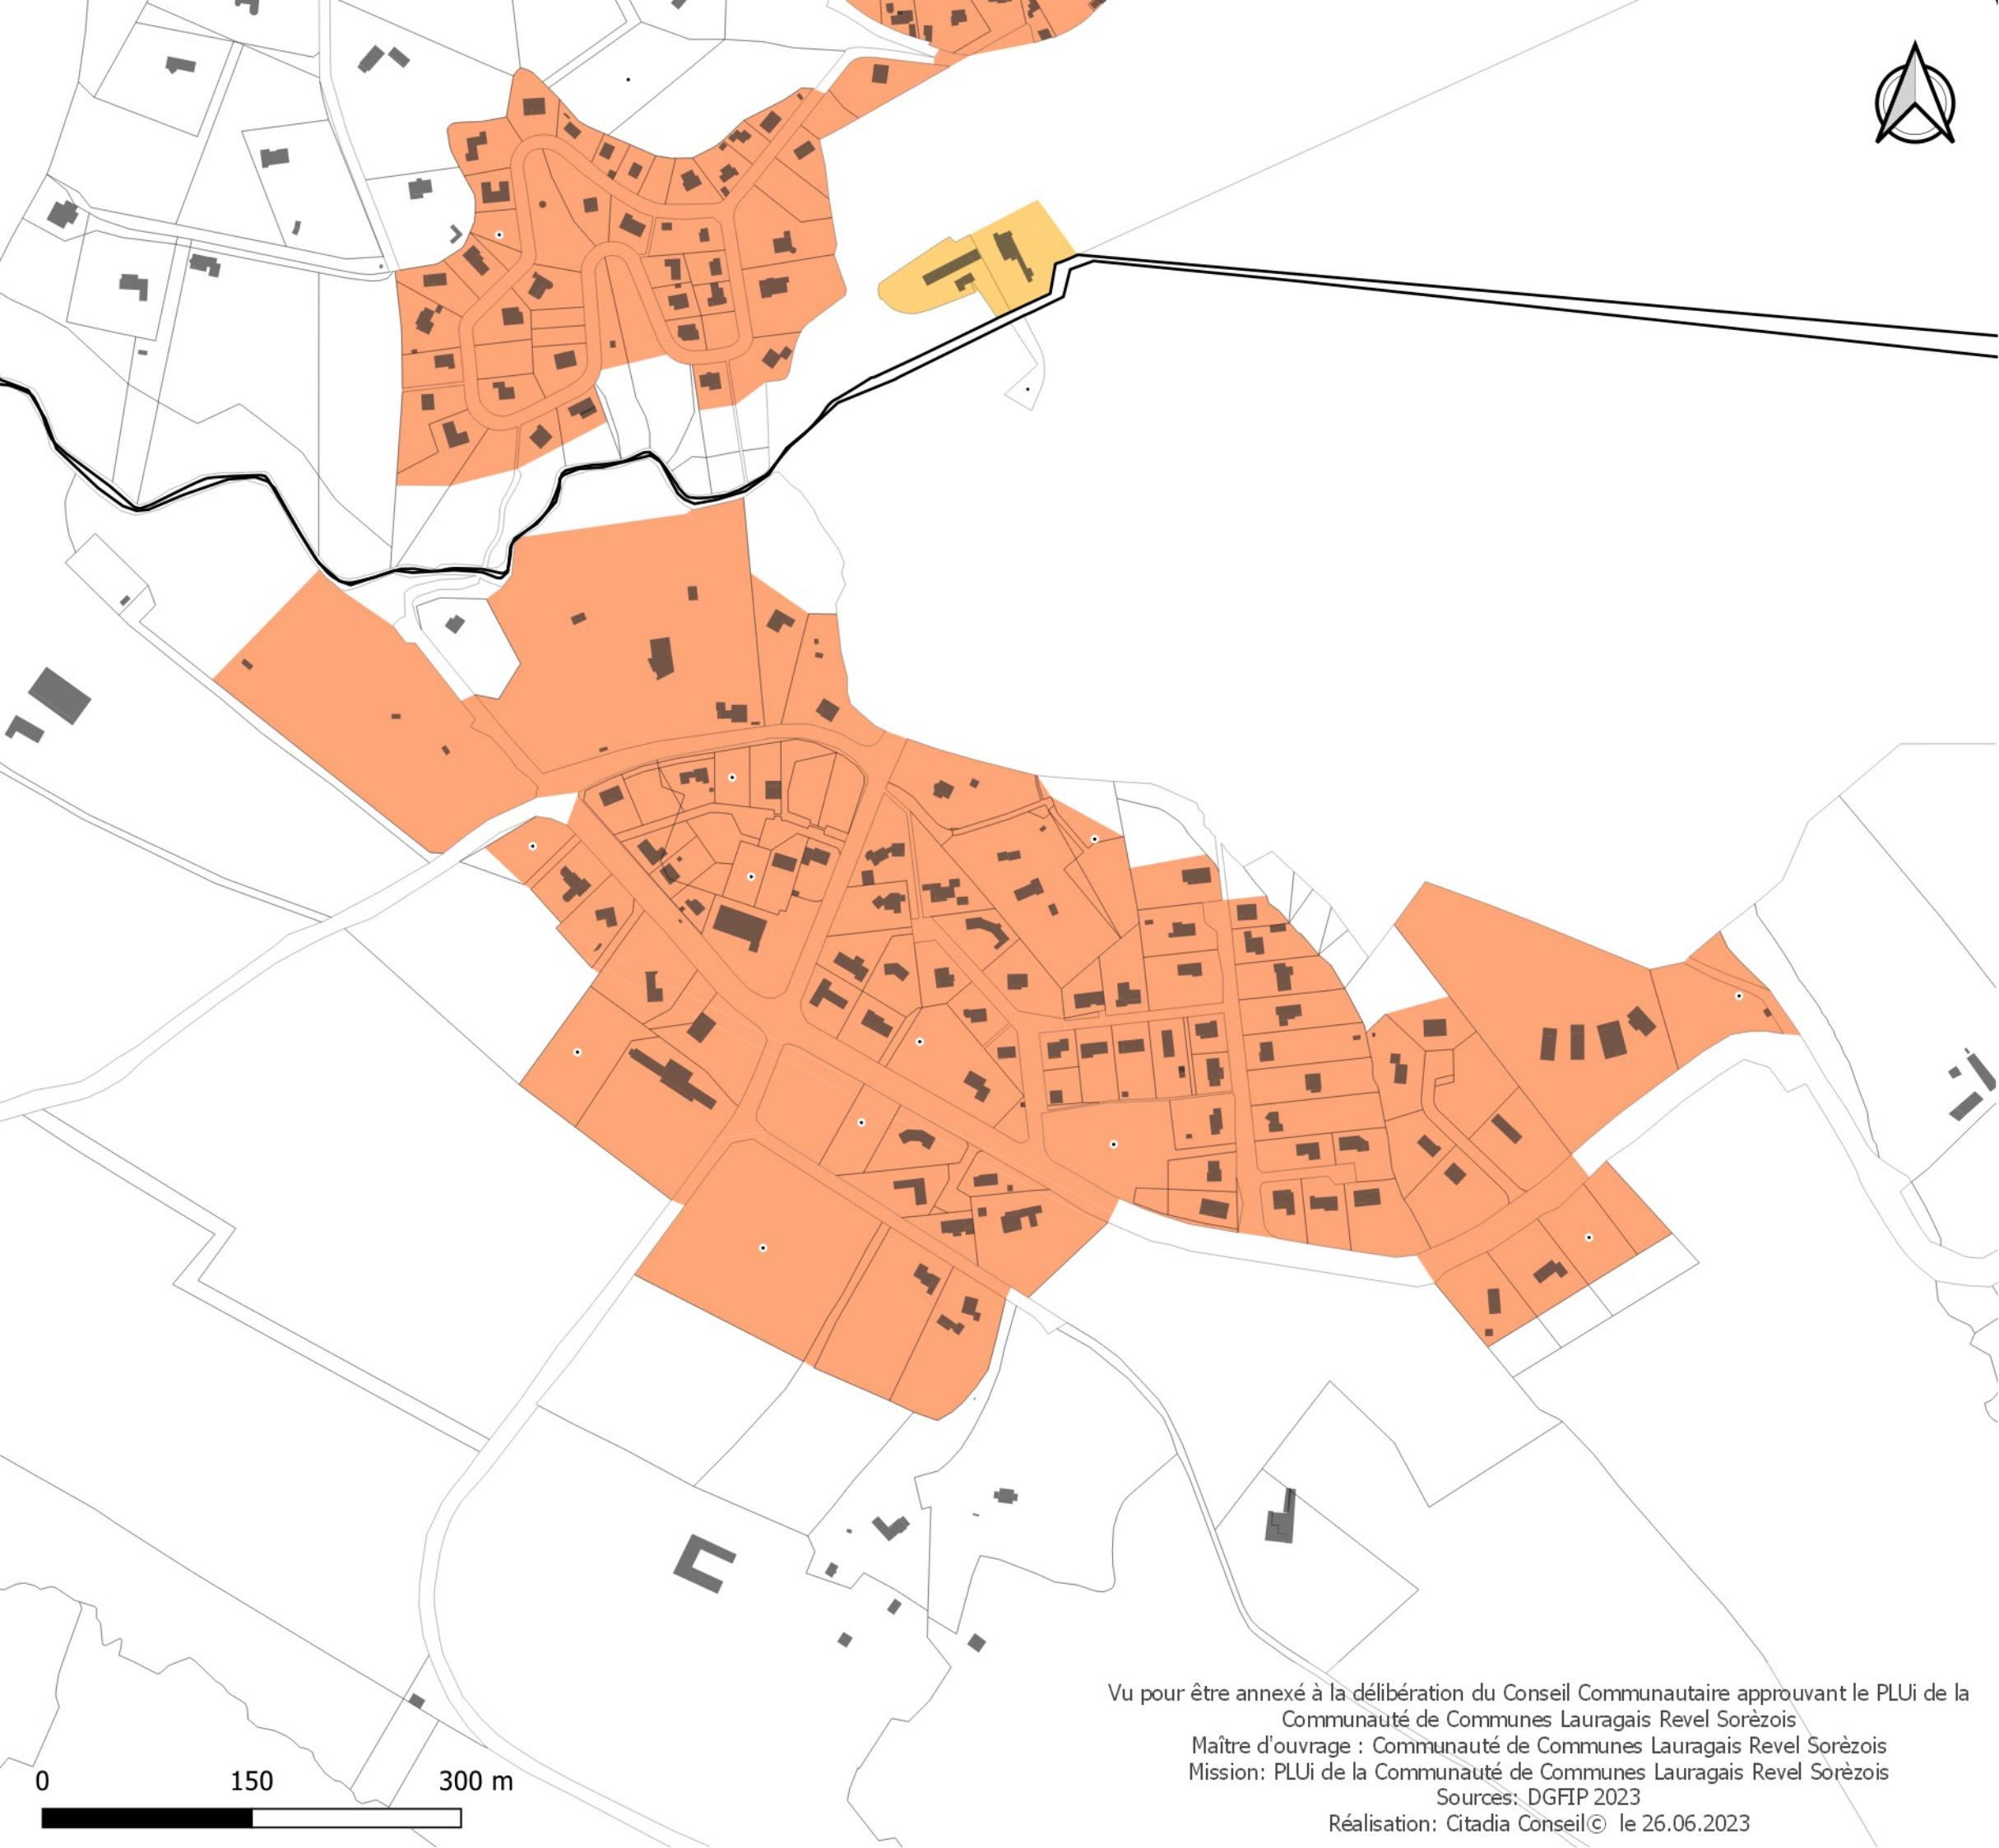 Vu pour être annexé à la délibération du Conseil Communautaire approuvant le PLUi de la
Communauté de Communes Lauragais Revel Sorèzois
Maître d'ouvrage : Communauté de Communes Lauragais Revel Sorèzois
Mission: PLUi de la Communauté de Communes Lauragais Revel Sorèzois
Sources: DGFIP 2023
Réalisation: Citadia Conseil© le 26.06.2023
0 150 300 m